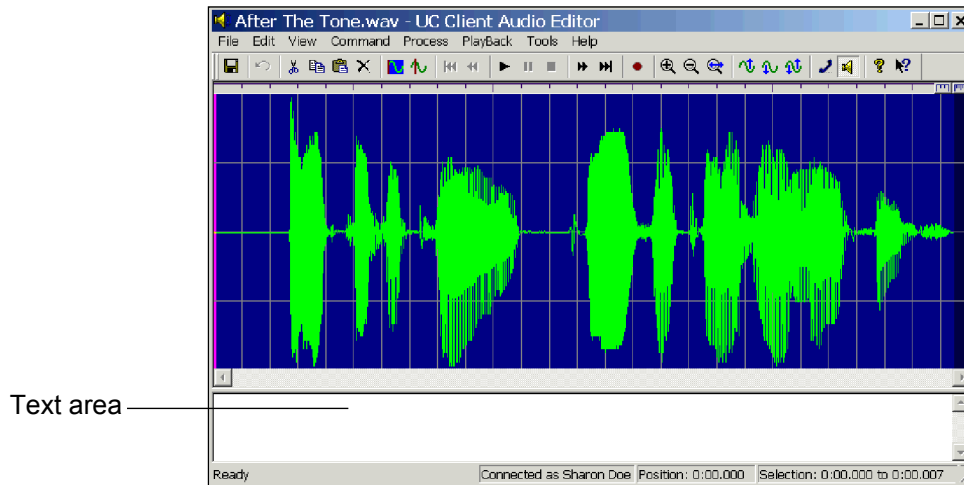 After The Tone.wav - UC Client Audio Editor
File Edit View Command Process PlayBack Tools Help
Text area
Ready Connected as Sharon Doe Position: 0:00.000 Selection: 0:00.000 to 0:00.007